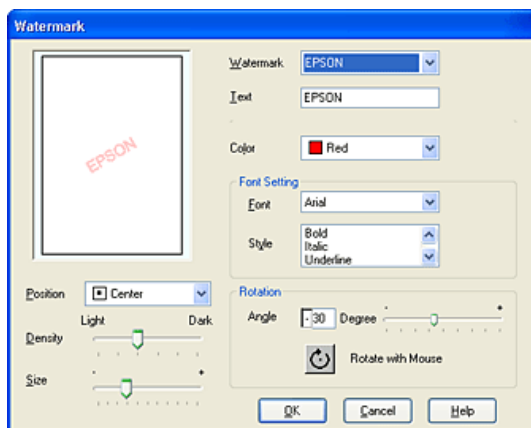 Watermark
EPSON
Watermark EPSON
Text EPSON
Color Red
Font Setting
Font Arial
Style Bold
Italic
Underline
Position Center
Light Dark
Density
Size
- +
Rotation
Angle -30 Degree - +
Rotate with Mouse
OK Cancel Help